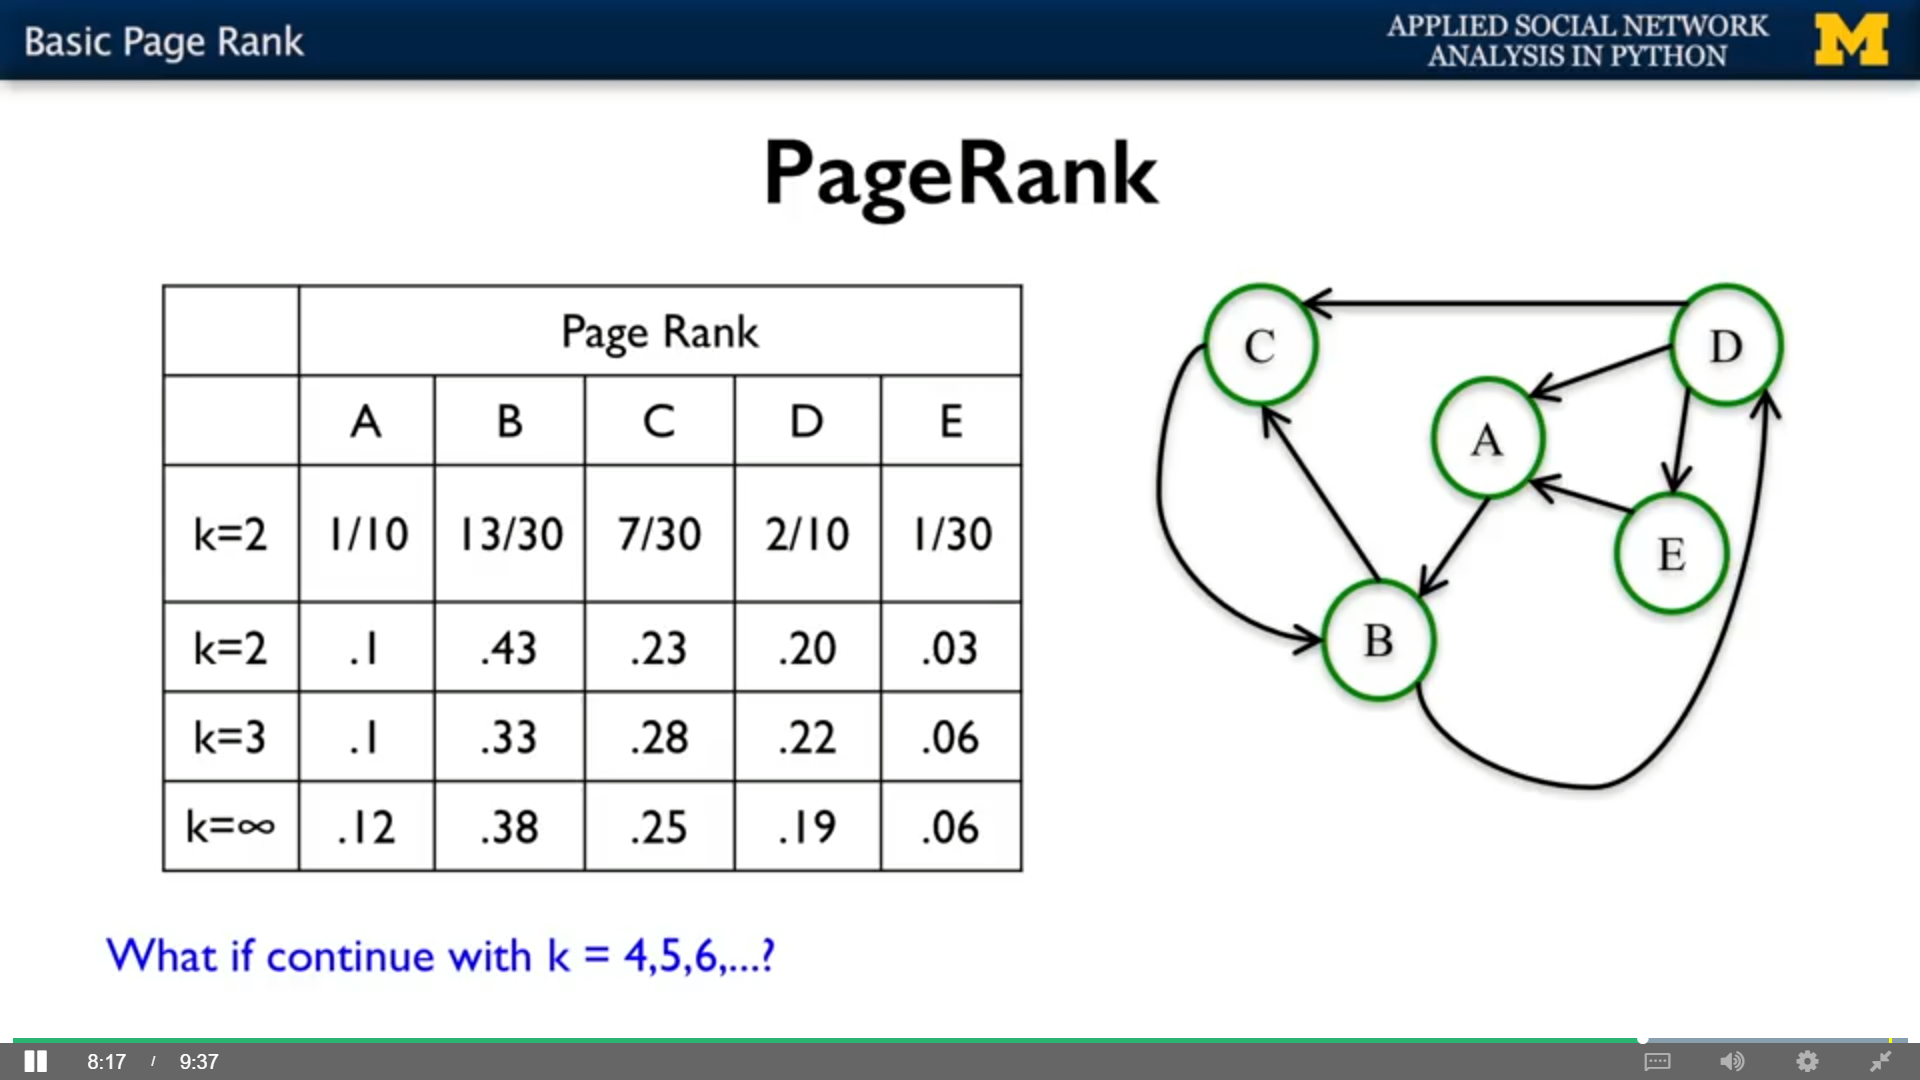 Basic Page Rank
APPLIED SOCIAL NETWORK
ANALYSIS IN PYTHON
M
PageRank
Page Rank
A B C D E
k=2 1/10 13/30 7/30 2/10 1/30
k=2 .1 .43 .23 .20 .03
k=3 .1 .33 .28 .22 .06
k=∞ .12 .38 .25 .19 .06
C
D
A
E
B
What if continue with k = 4,5,6,...?
8:17 / 9:37